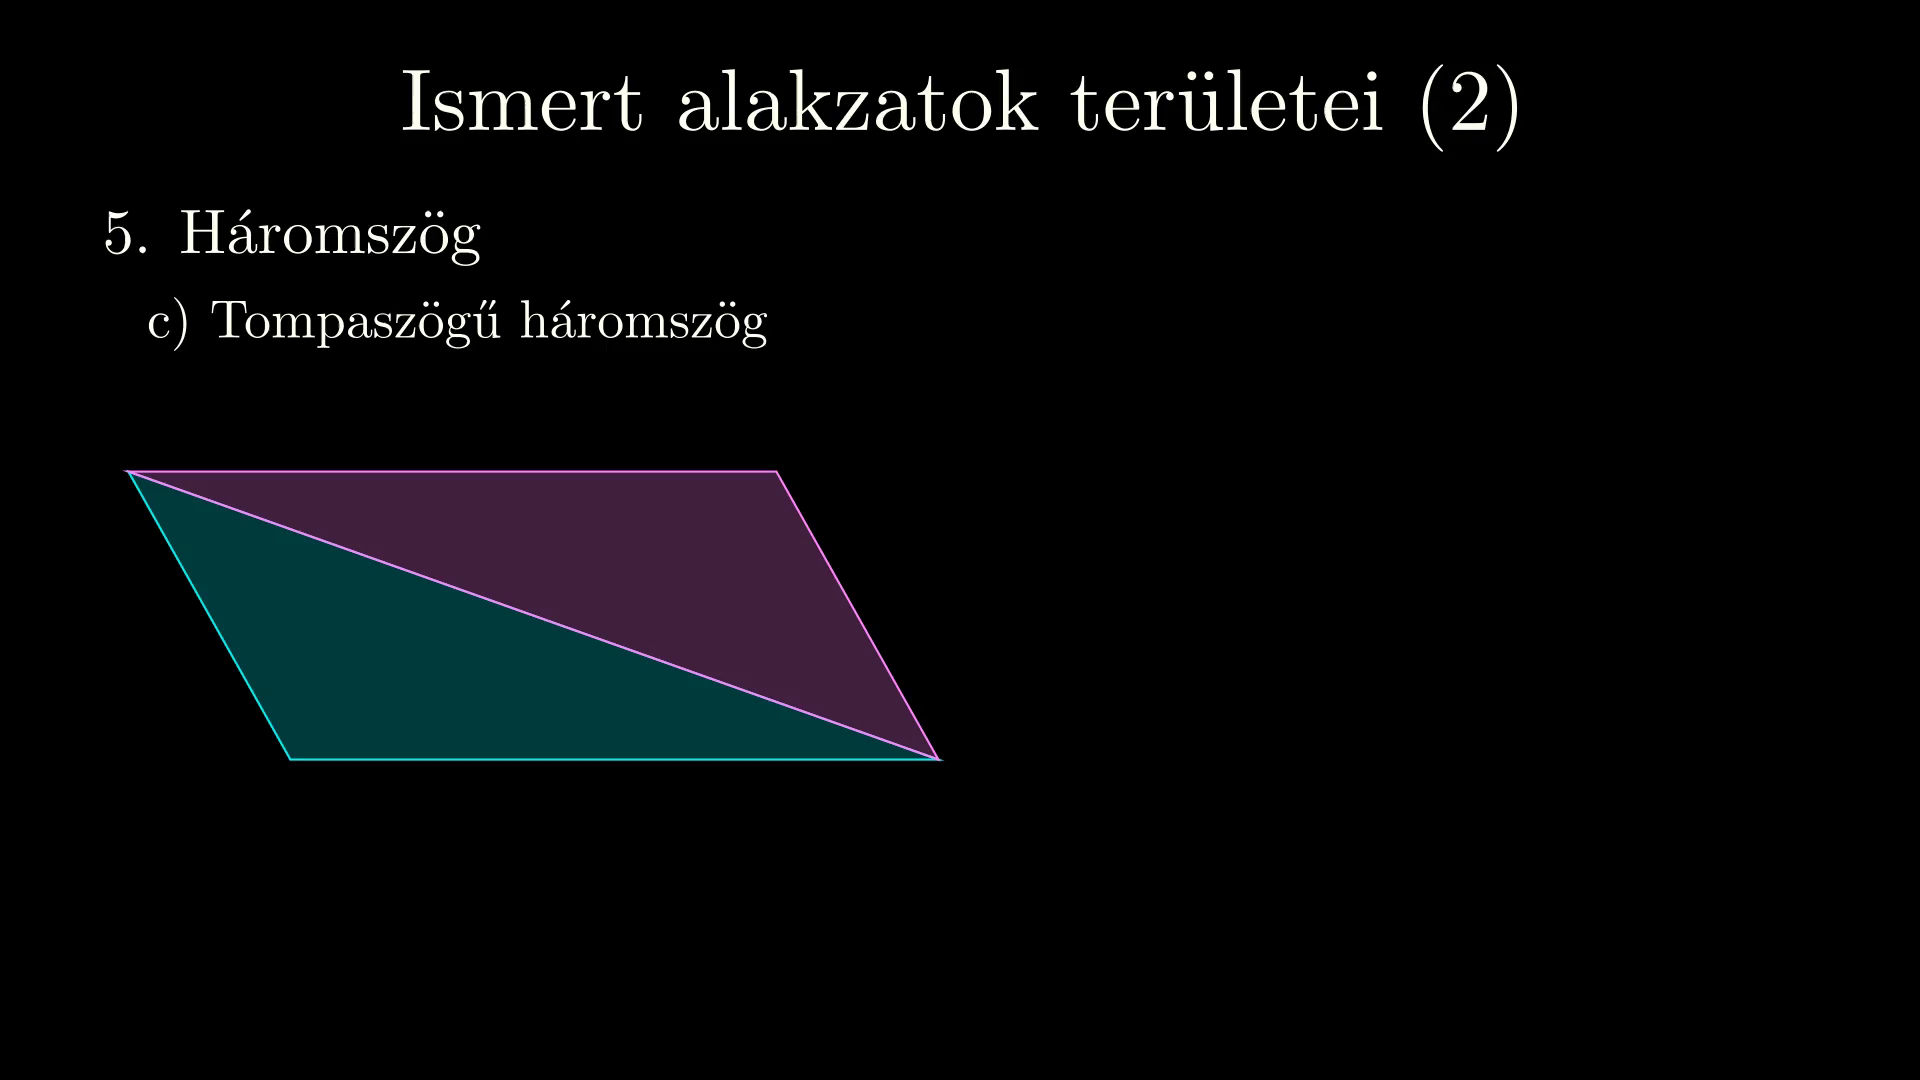 Ismert alakzatok területei (2)
5. Háromszög
c) Tompaszögű háromszög